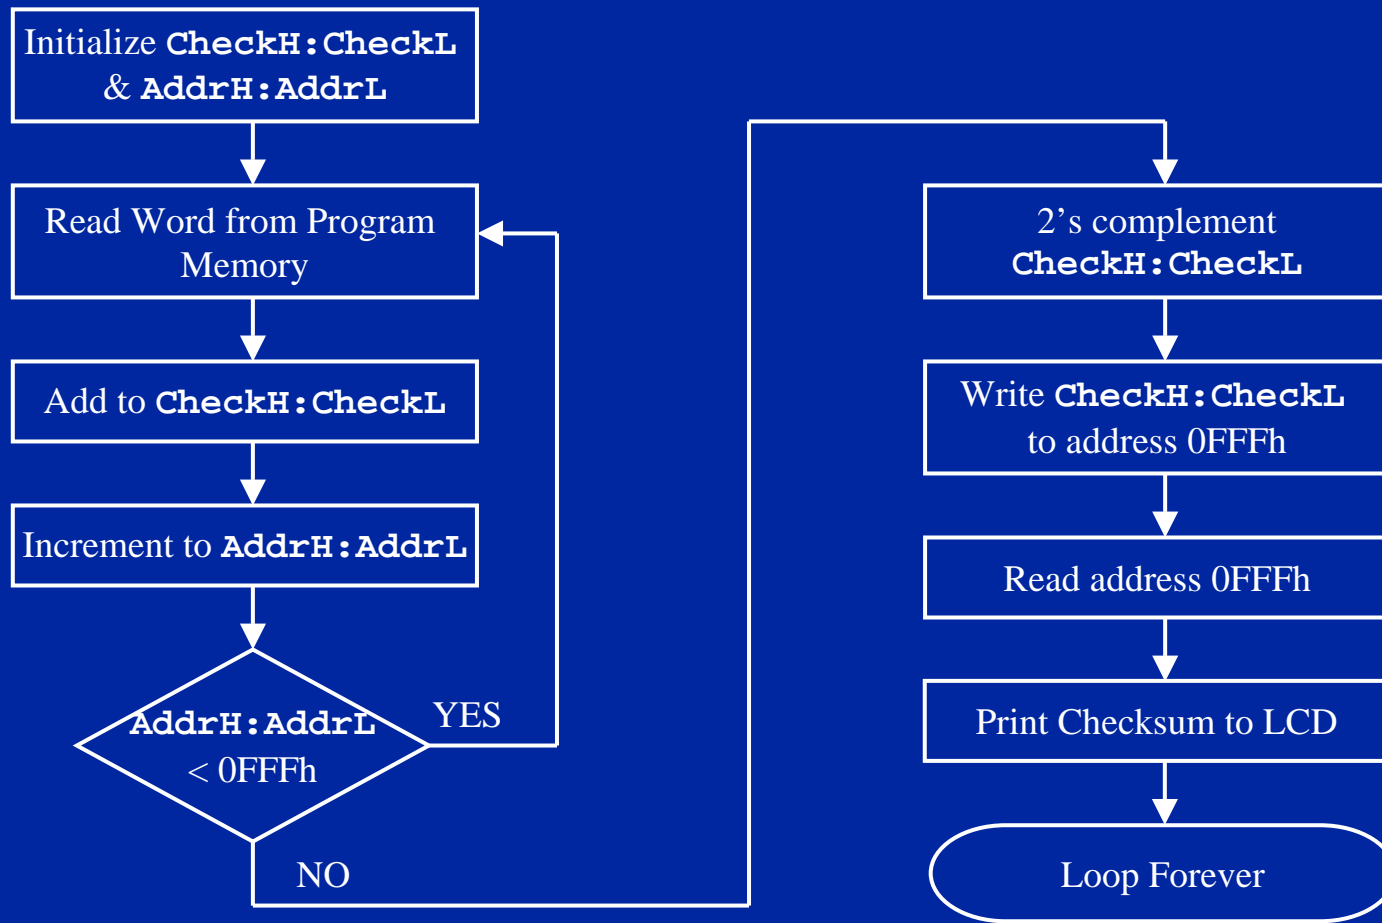 Initialize CheckH:CheckL
& AddrH:AddrL
Read Word from Program
Memory
Add to CheckH:CheckL
Increment to AddrH:AddrL
AddrH:AddrL
< 0FFFh
YES
NO
2’s complement
CheckH:CheckL
Write CheckH:CheckL
to address 0FFFh
Read address 0FFFh
Print Checksum to LCD
Loop Forever